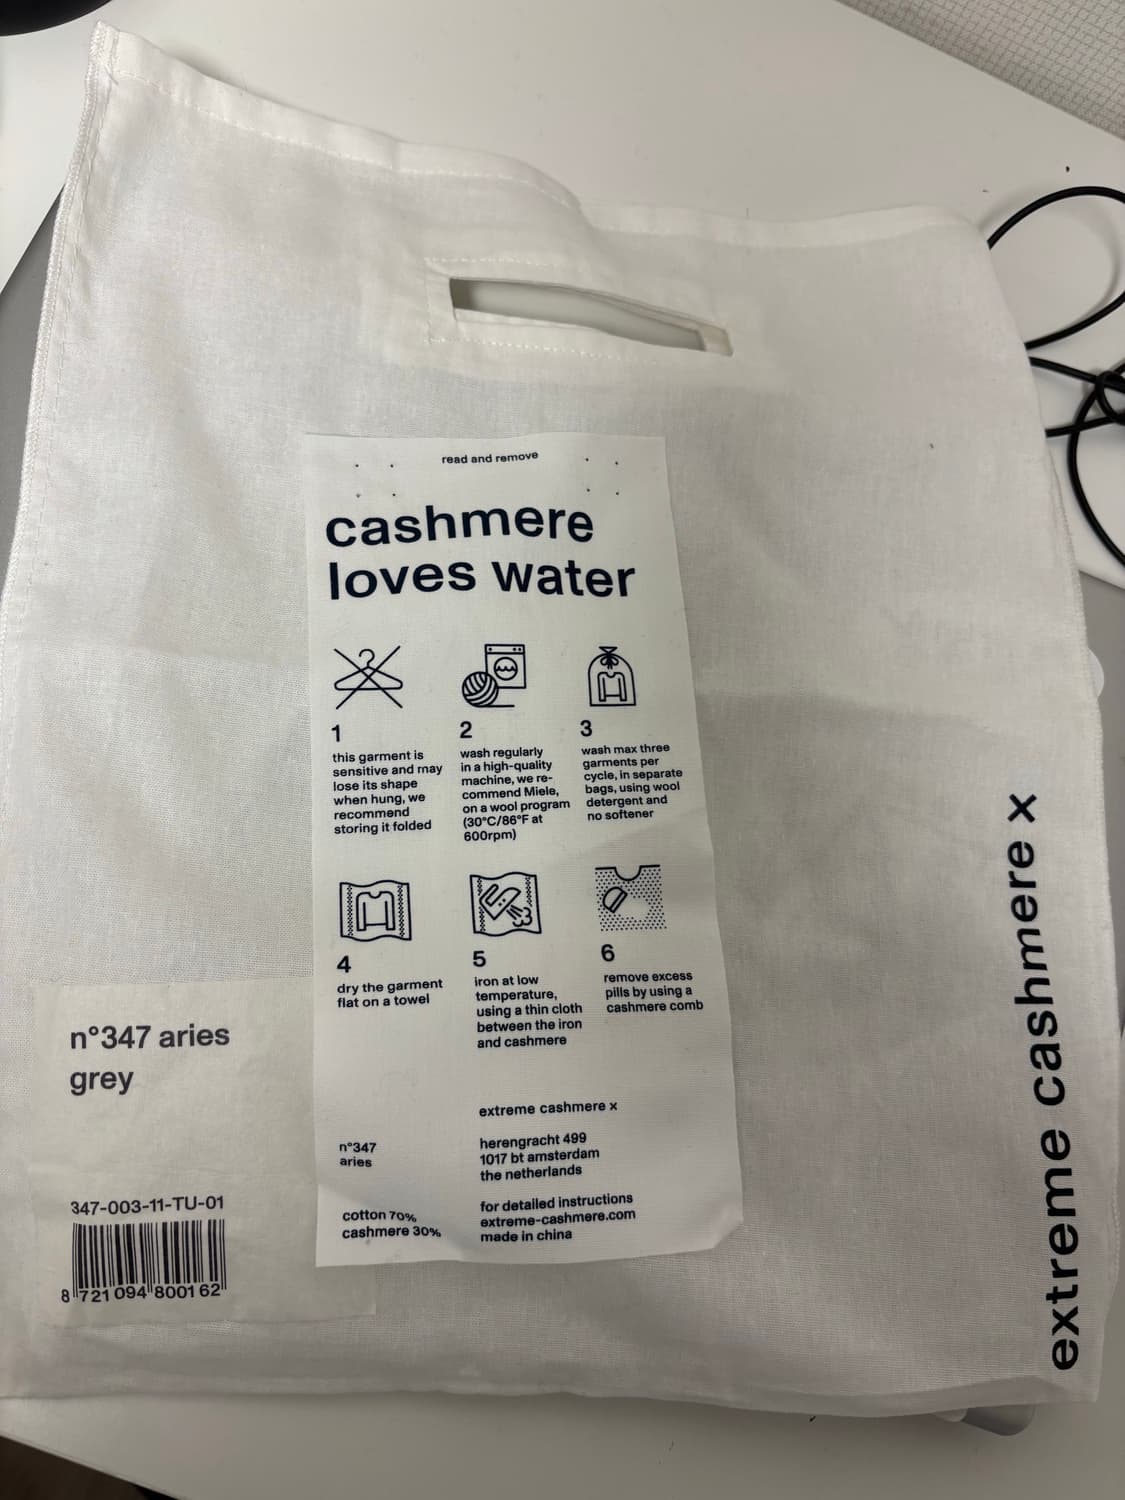 read and remove
cashmere
loves water
1
this garment is
sensitive and may
lose its shape
when hung, we
recommend
storing it folded
2
wash regularly
in a high-quality
machine, we re-
commend Miele,
on a wool program
(30°C/86°F at
600rpm)
3
wash max three
garments per
cycle, in separate
bags, using wool
detergent and
no softener
4
dry the garment
flat on a towel
5
iron at low
temperature,
using a thin cloth
between the iron
and cashmere
6
remove excess
pills by using a
cashmere comb
n°347
aries
cotton 70%
cashmere 30%
extreme cashmere x
herengracht 499
1017 bt amsterdam
the netherlands
for detailed instructions
extreme-cashmere.com
made in china
n°347 aries
grey
347-003-11-TU-01
8 721094 800162
extreme cashmere x